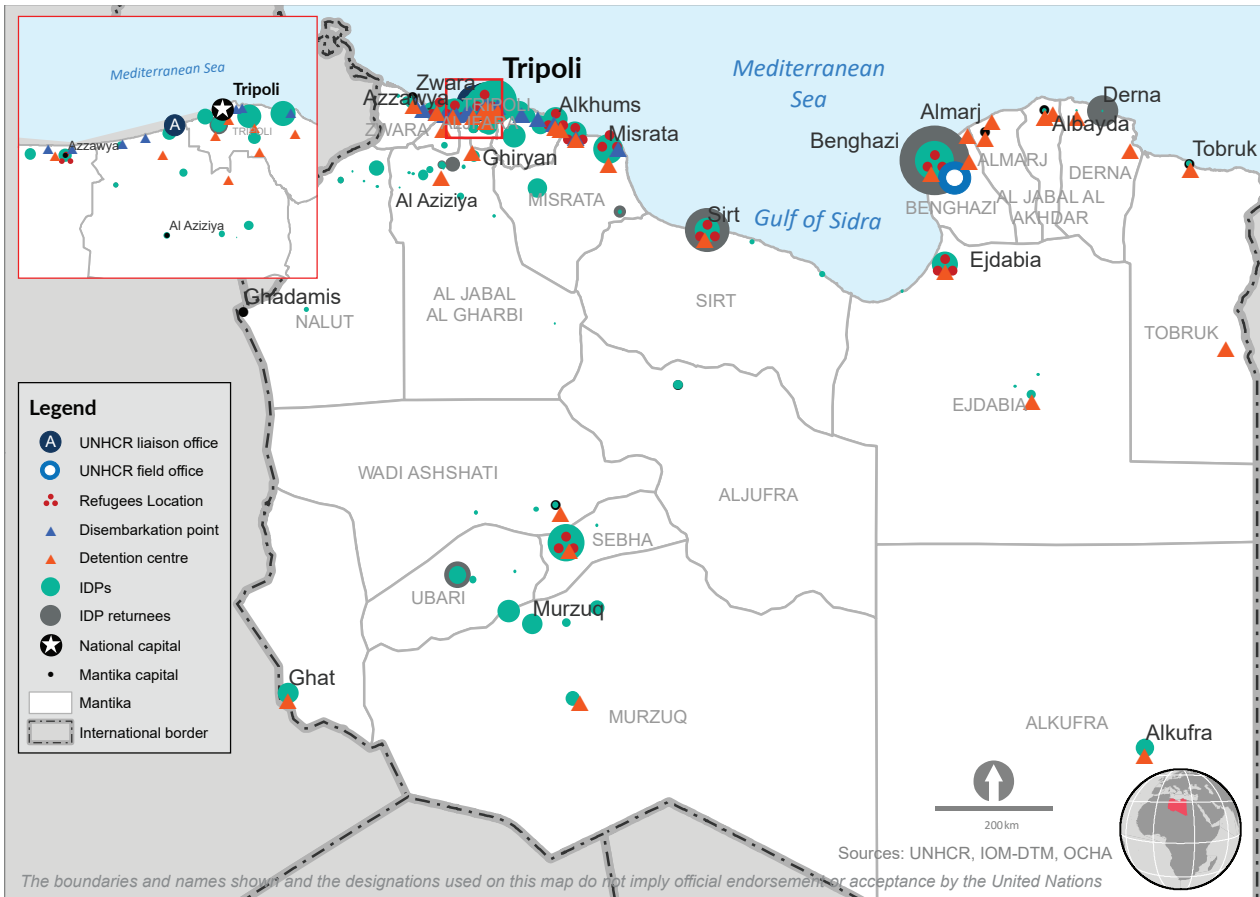 Mediterranean Sea
Tripoli
A
TRIPOLI
Azzawya
Al Aziziya
Tripoli
Mediterranean
Sea
Zwara
Azzawya
TRIPOLI
ZWARA
Alkhums
Misrata
Ghiryan
Al Aziziya
MISRATA
Almarj
Benghazi
Derna
Albayda
Tobruk
ALMARJ
DERNA
BENGHAZI
AL JABAL AL
AKHDAR
Sirt
Gulf of Sidra
Ejdabia
Ghadamis
NALUT
AL JABAL
AL GHARBI
SIRT
TOBRUK
EJDABIA
Legend
A
UNHCR liaison office
UNHCR field office
Refugees Location
Disembarkation point
Detention centre
IDPs
IDP returnees
National capital
Mantika capital
Mantika
International border
WADI ASHSHATI
ALJUFRA
SEBHA
UBARI
Murzuq
Ghat
MURZUQ
ALKUFRA
Alkufra
200km
Sources: UNHCR, IOM-DTM, OCHA
The boundaries and names shown and the designations used on this map do not imply official endorsement or acceptance by the United Nations